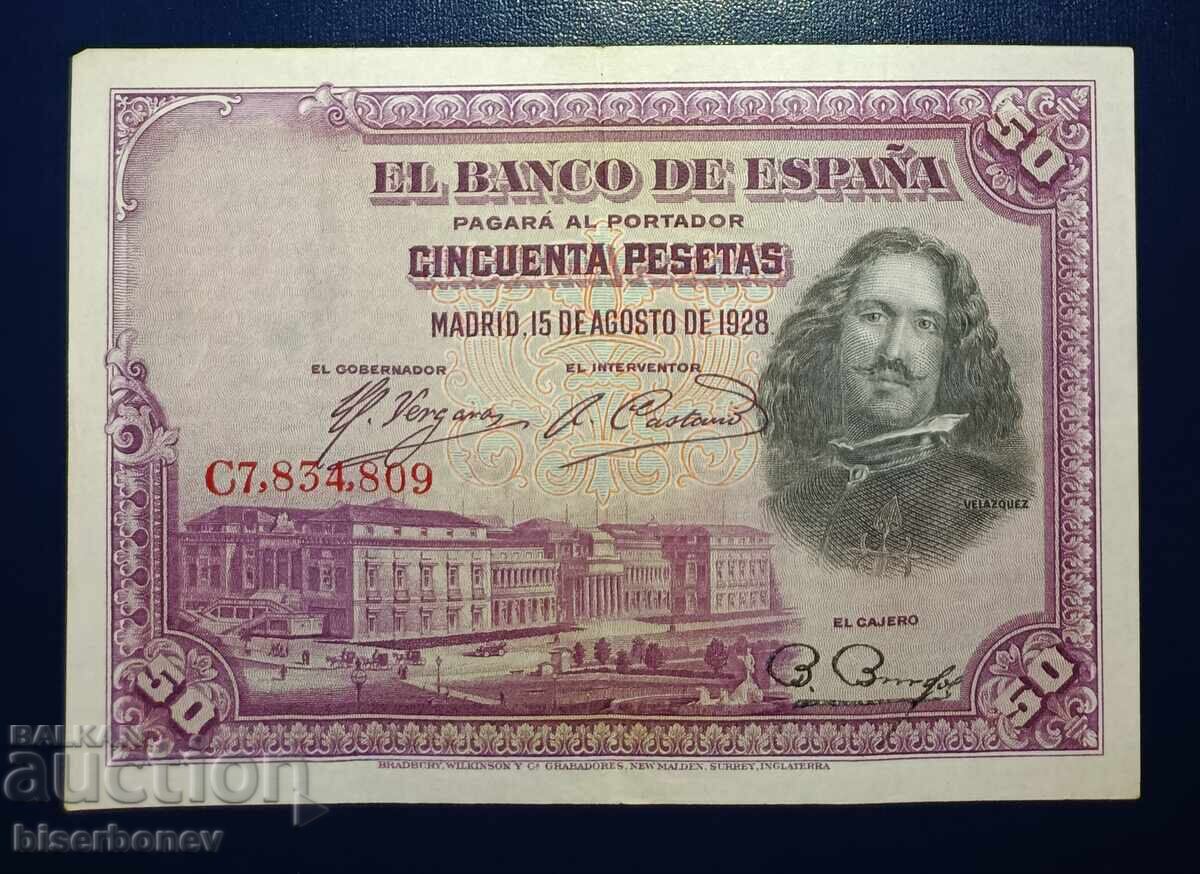 50
EL BANCO DE ESPAÑA
PAGARÁ AL PORTADOR
CINCUENTA PESETAS
MADRID, 15 DE AGOSTO DE 1928
EL GOBERNADOR
EL INTERVENTOR
Vergara
A. Castaño
C7,834,809
VELAZQUEZ
EL CAJERO
50
50
BRADBURY, WILKINSON Y Cª GRABADORES, NEW MALDEN, SURREY, INGLATERRA
BALKAN
auction
biserbonev